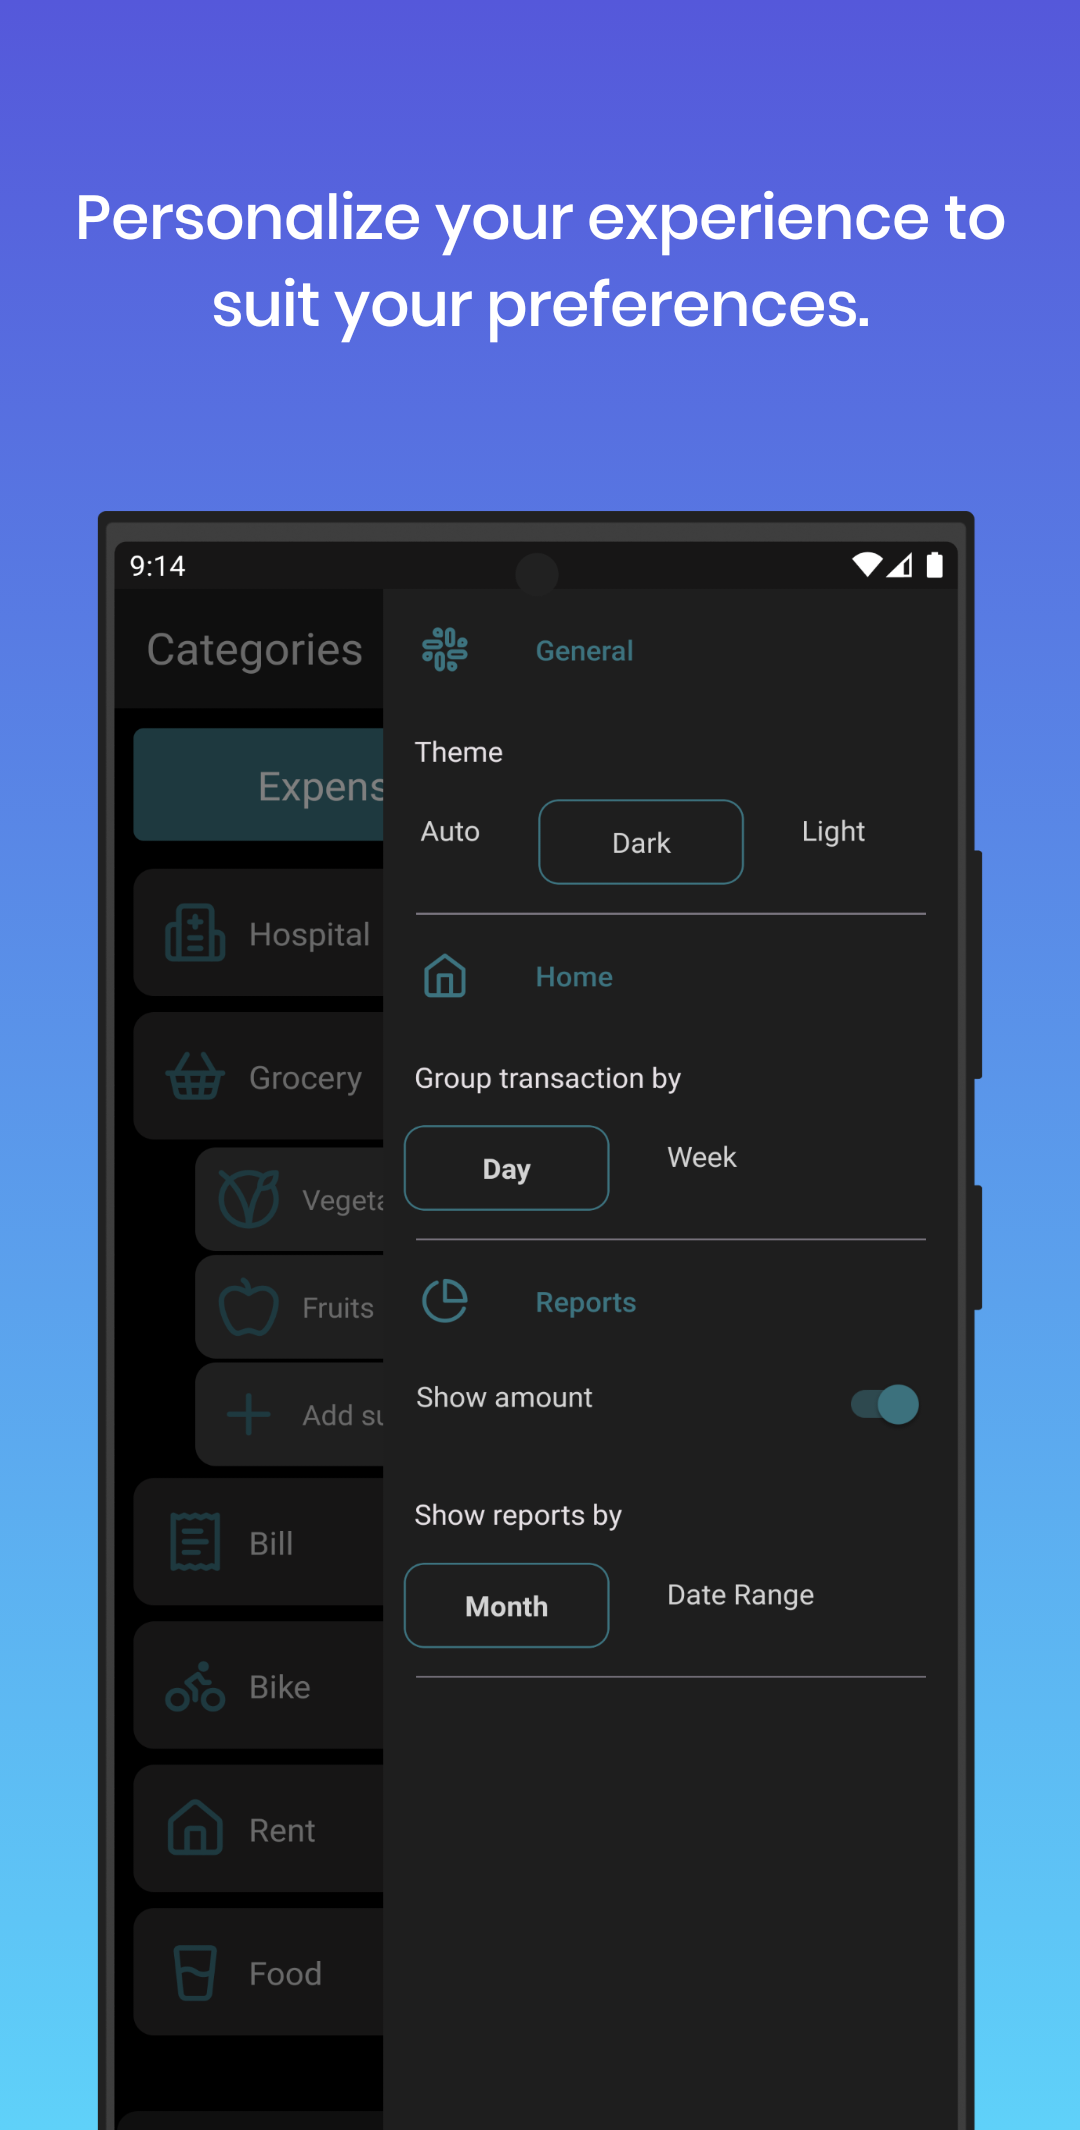 Personalize your experience to
suit your preferences.
9:14
Categories
Expens
Hospital
Grocery
Vegeta
Fruits
Add su
Bill
Bike
Rent
Food
General
Theme
Auto Dark Light
Home
Group transaction by
Day Week
Reports
Show amount
Show reports by
Month Date Range